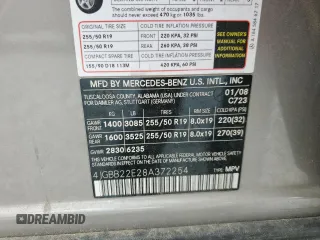 The combined weight of occupants and cargo should
never exceed 470 kg or 1035 lbs.
ORIGINAL TIRE SIZE
COLD TIRE INFLATION PRESSURE
255/50 R19
FRONT 220 KPA, 32 PSI
255/50 R19
REAR 260 KPA, 38 PSI
COLD TIRE INFLATION PRESSURE
155/90 D18 113M
420 KPA, 60 PSI
SEE OWNER'S
MANUAL FOR
ADDITIONAL
INFORMATION
MFD. BY MERCEDES-BENZ U.S. INTL., INC
TUSCALOOSA COUNTY, ALABAMA (USA) UNDER CONTRACT
FOR DAIMLER AG, STUTTGART (GERMANY)
01/08
C723
GAWR FRONT 1400 3085 255/50 R19 8.0x19 220(32)
GAWR REAR 1600 3525 255/50 R19 8.0x19 270(39)
GVWR 2830 6235
4JGBB22E28A372254
TYPE: MPV